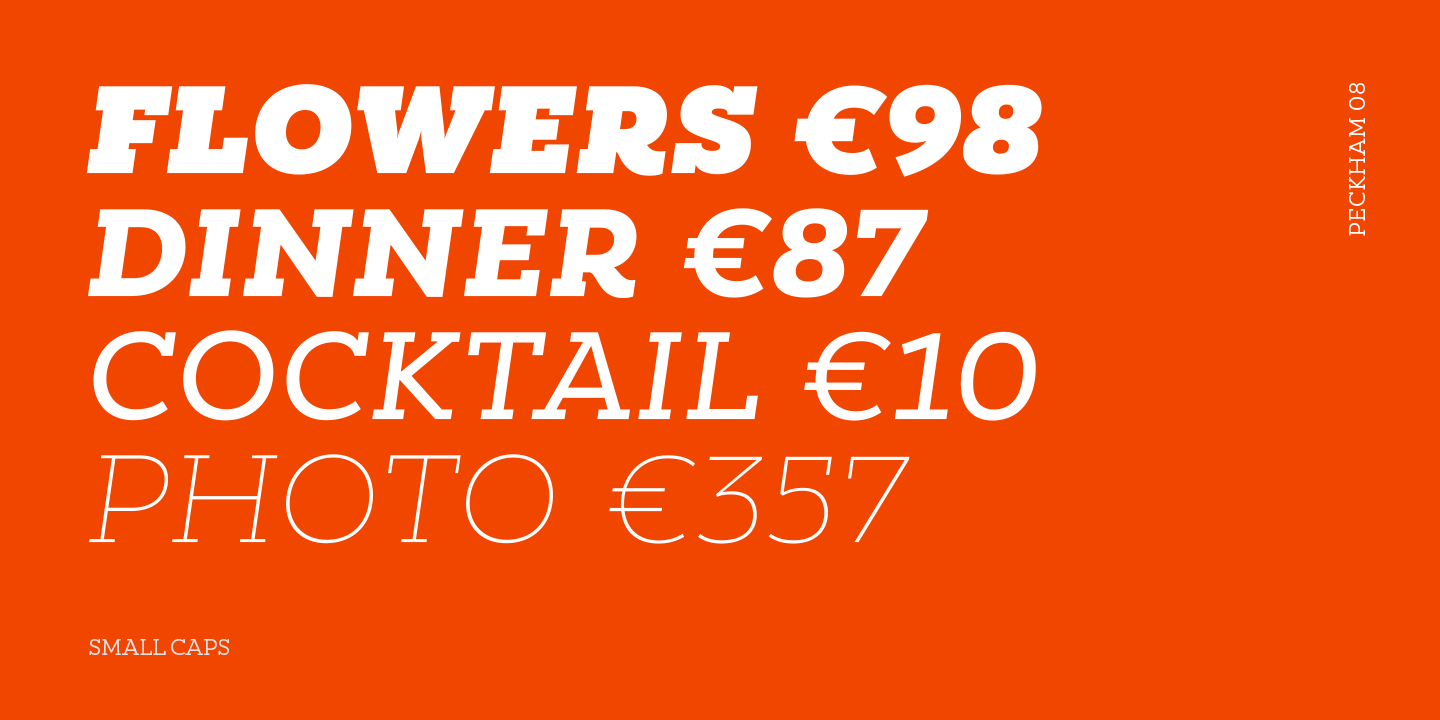 FLOWERS €98
DINNER €87
COCKTAIL €10
PHOTO €357
SMALL CAPS
PECKHAM 08